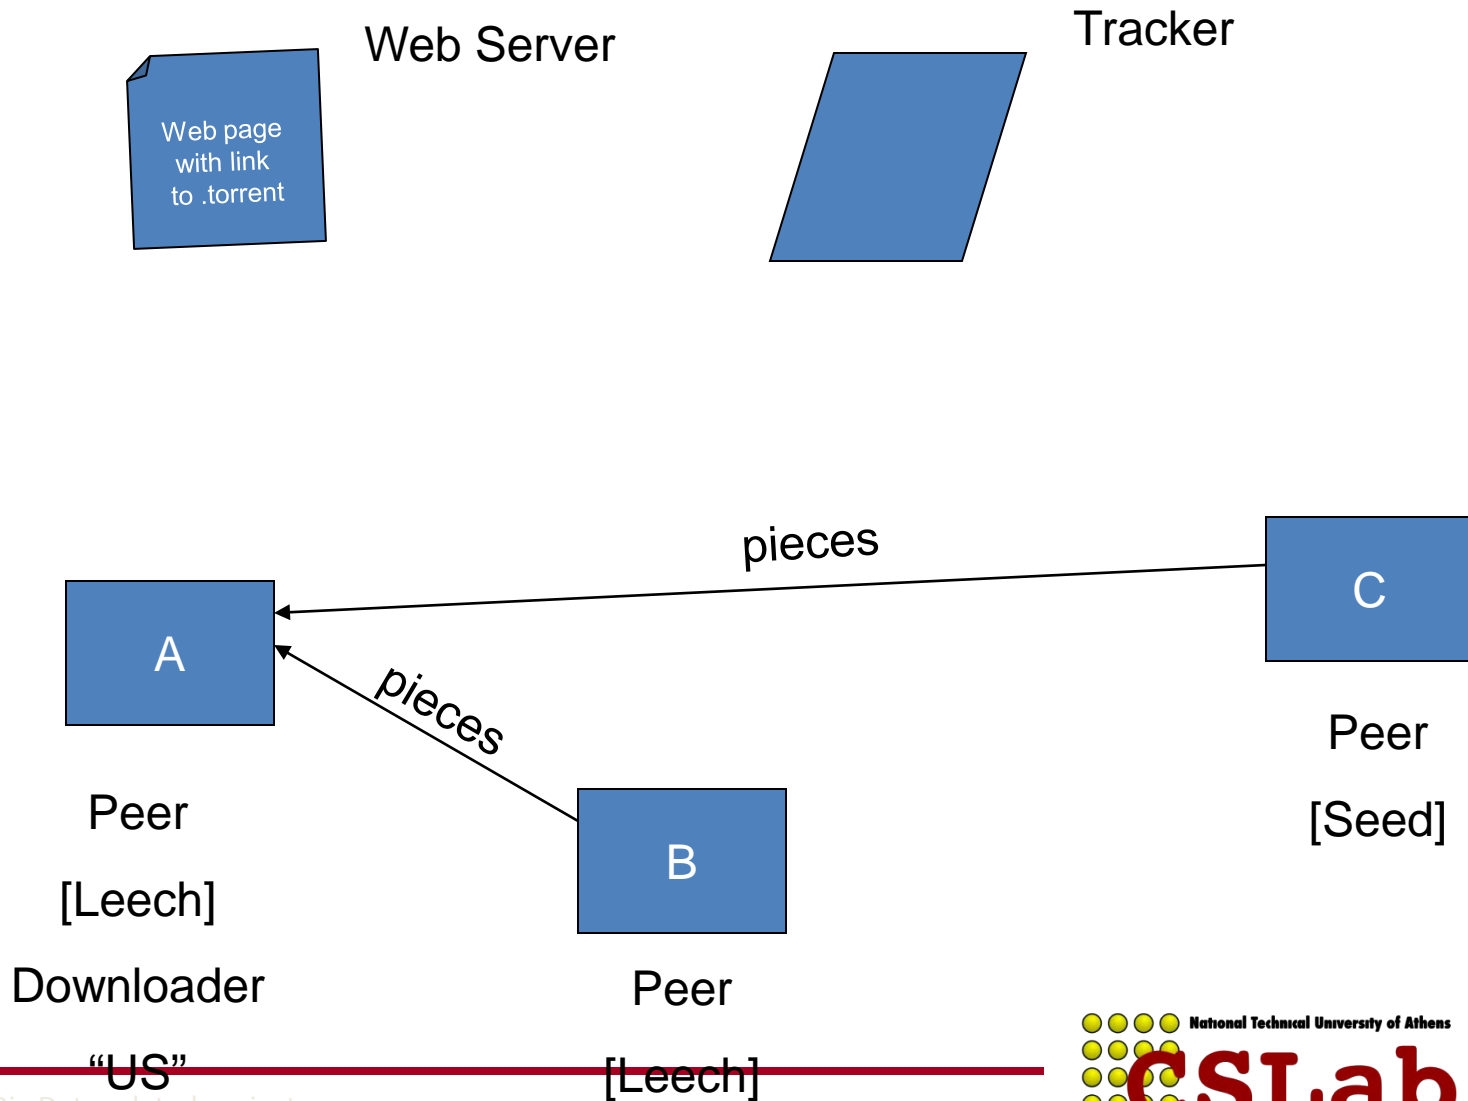 Web Server
Tracker
Web page
with link
to .torrent
pieces
C
A
pieces
Peer
[Seed]
Peer
[Leech]
Downloader
“US”
B
Peer
[Leech]
National Technical University of Athens
CSLab